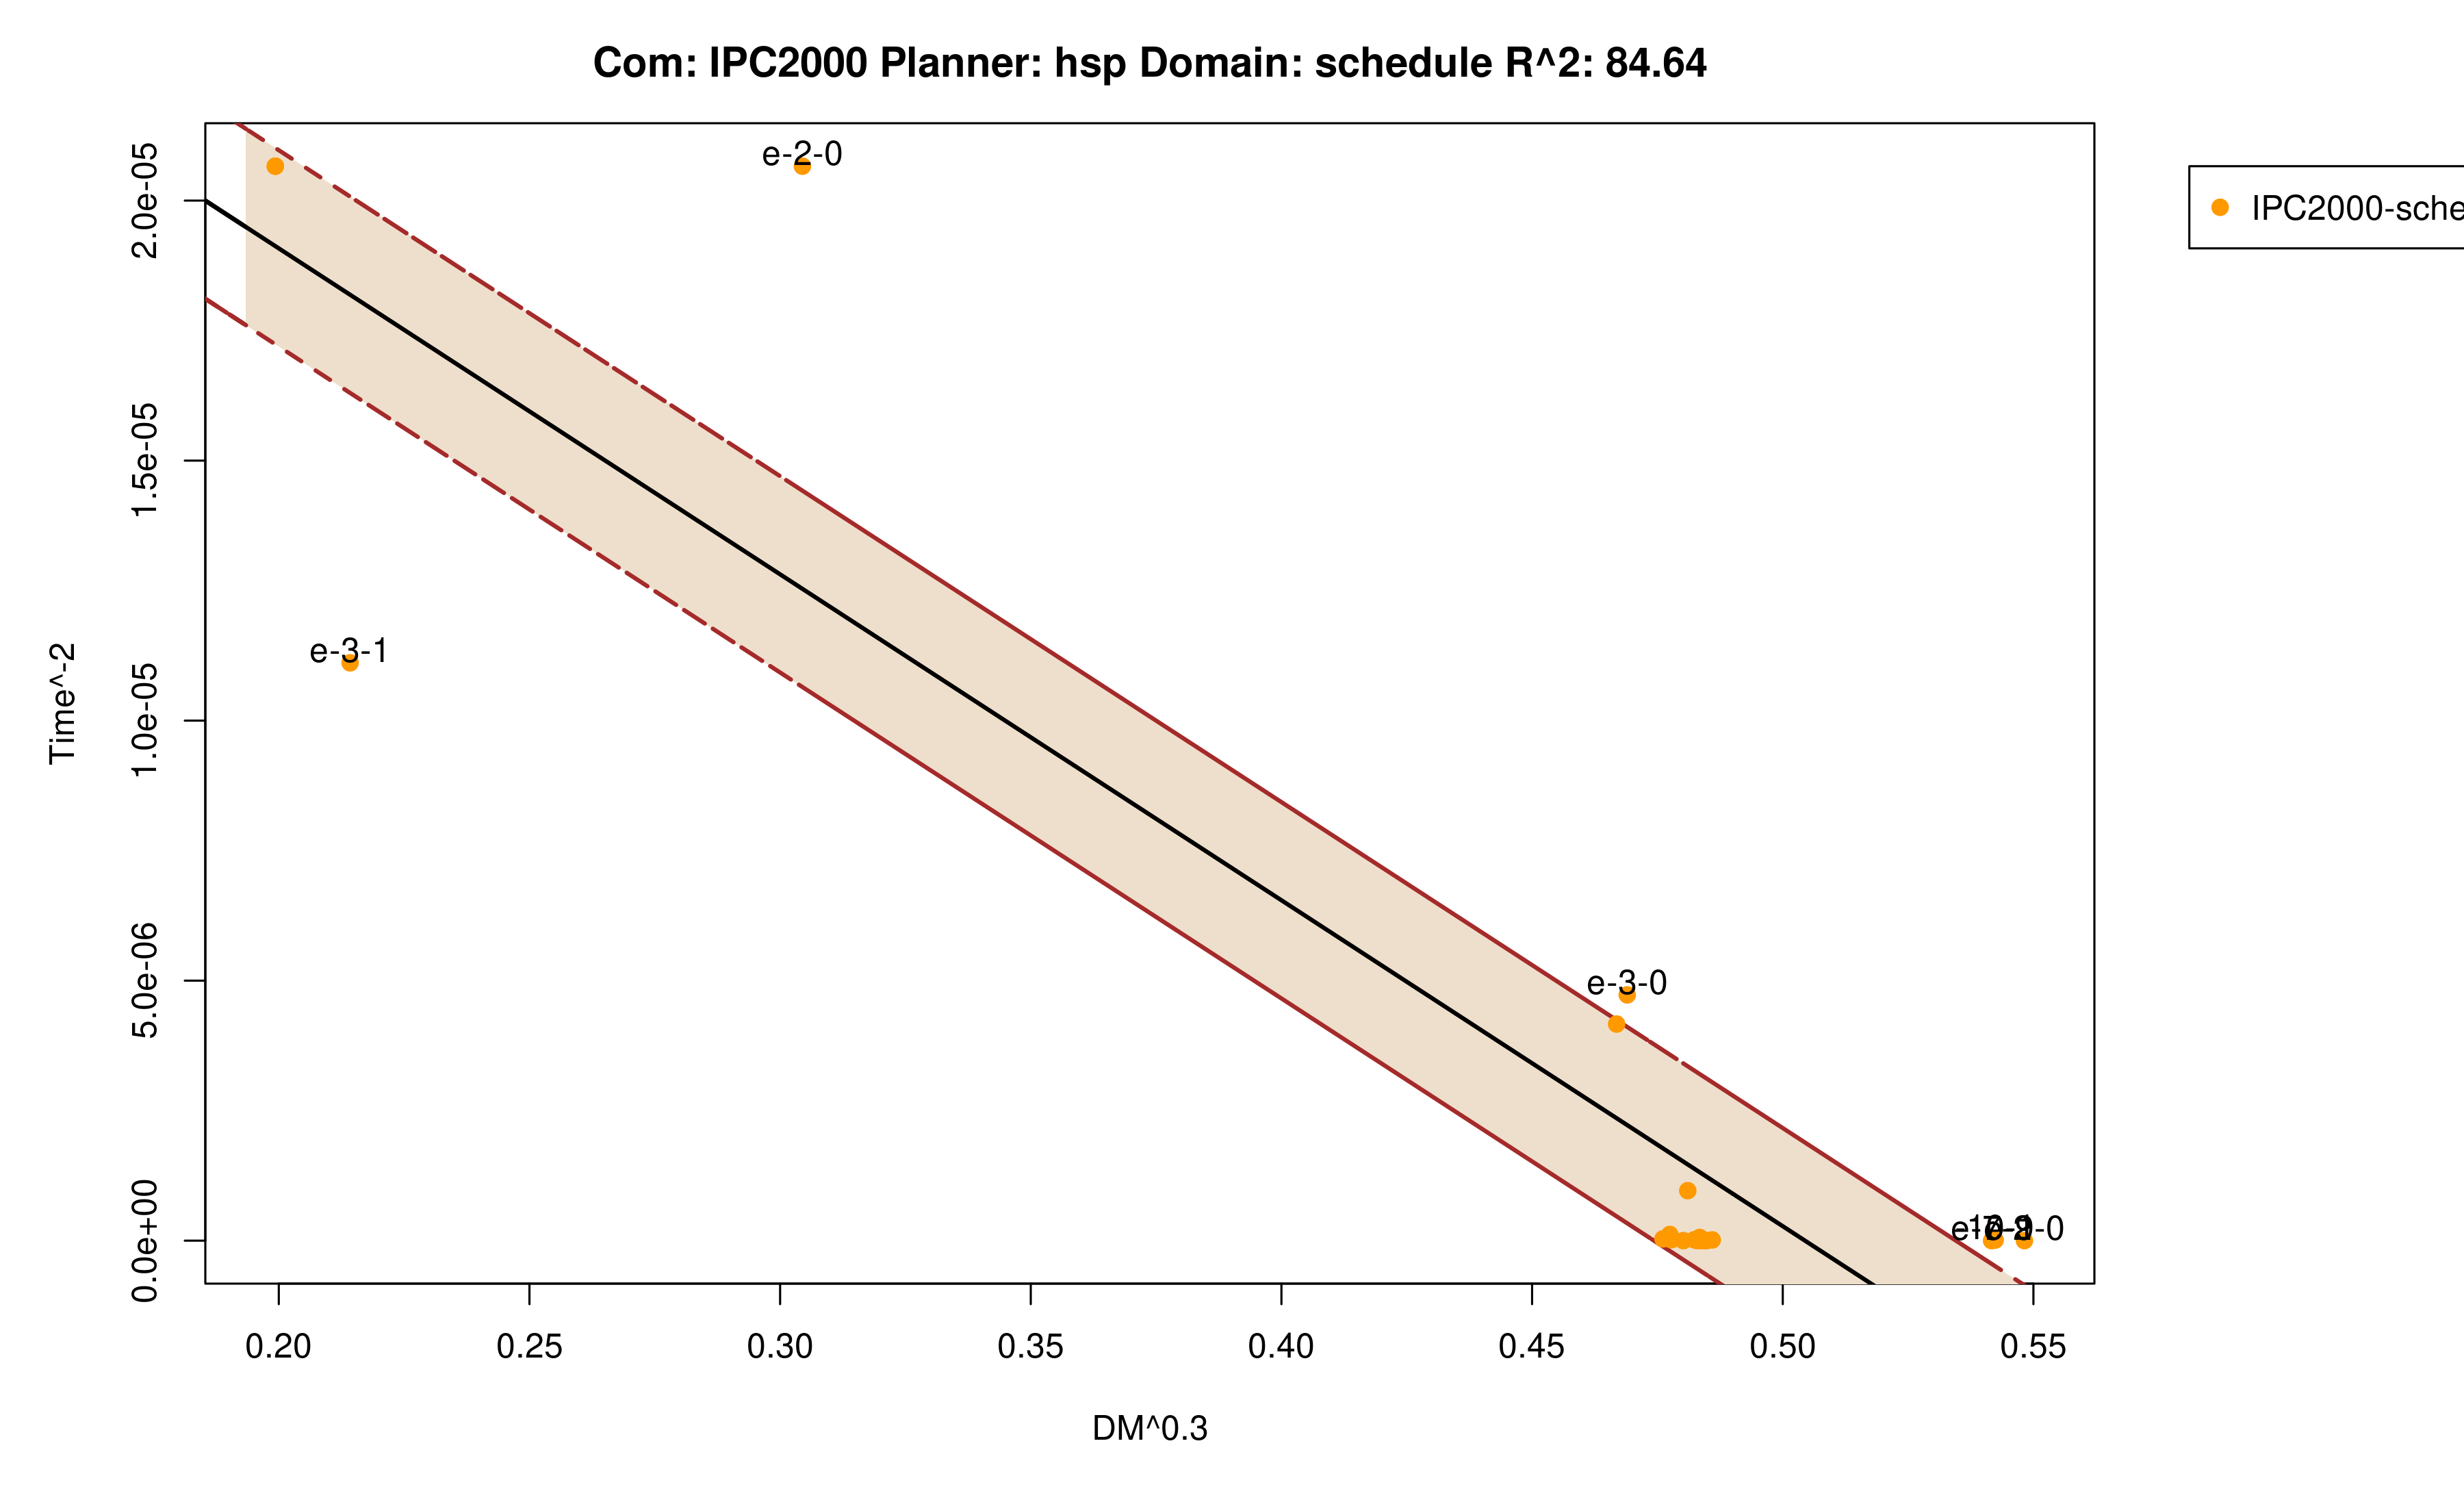 Com: IPC2000 Planner: hsp Domain: schedule R^2: 84.64
e-2-0
IPC2000-sche
2.0e-05
1.5e-05
e-3-1
1.0e-05
Time^-2
e-3-0
5.0e-06
0.0e+00
0.20 0.25 0.30 0.35 0.40 0.45 0.50 0.55
DM^0.3